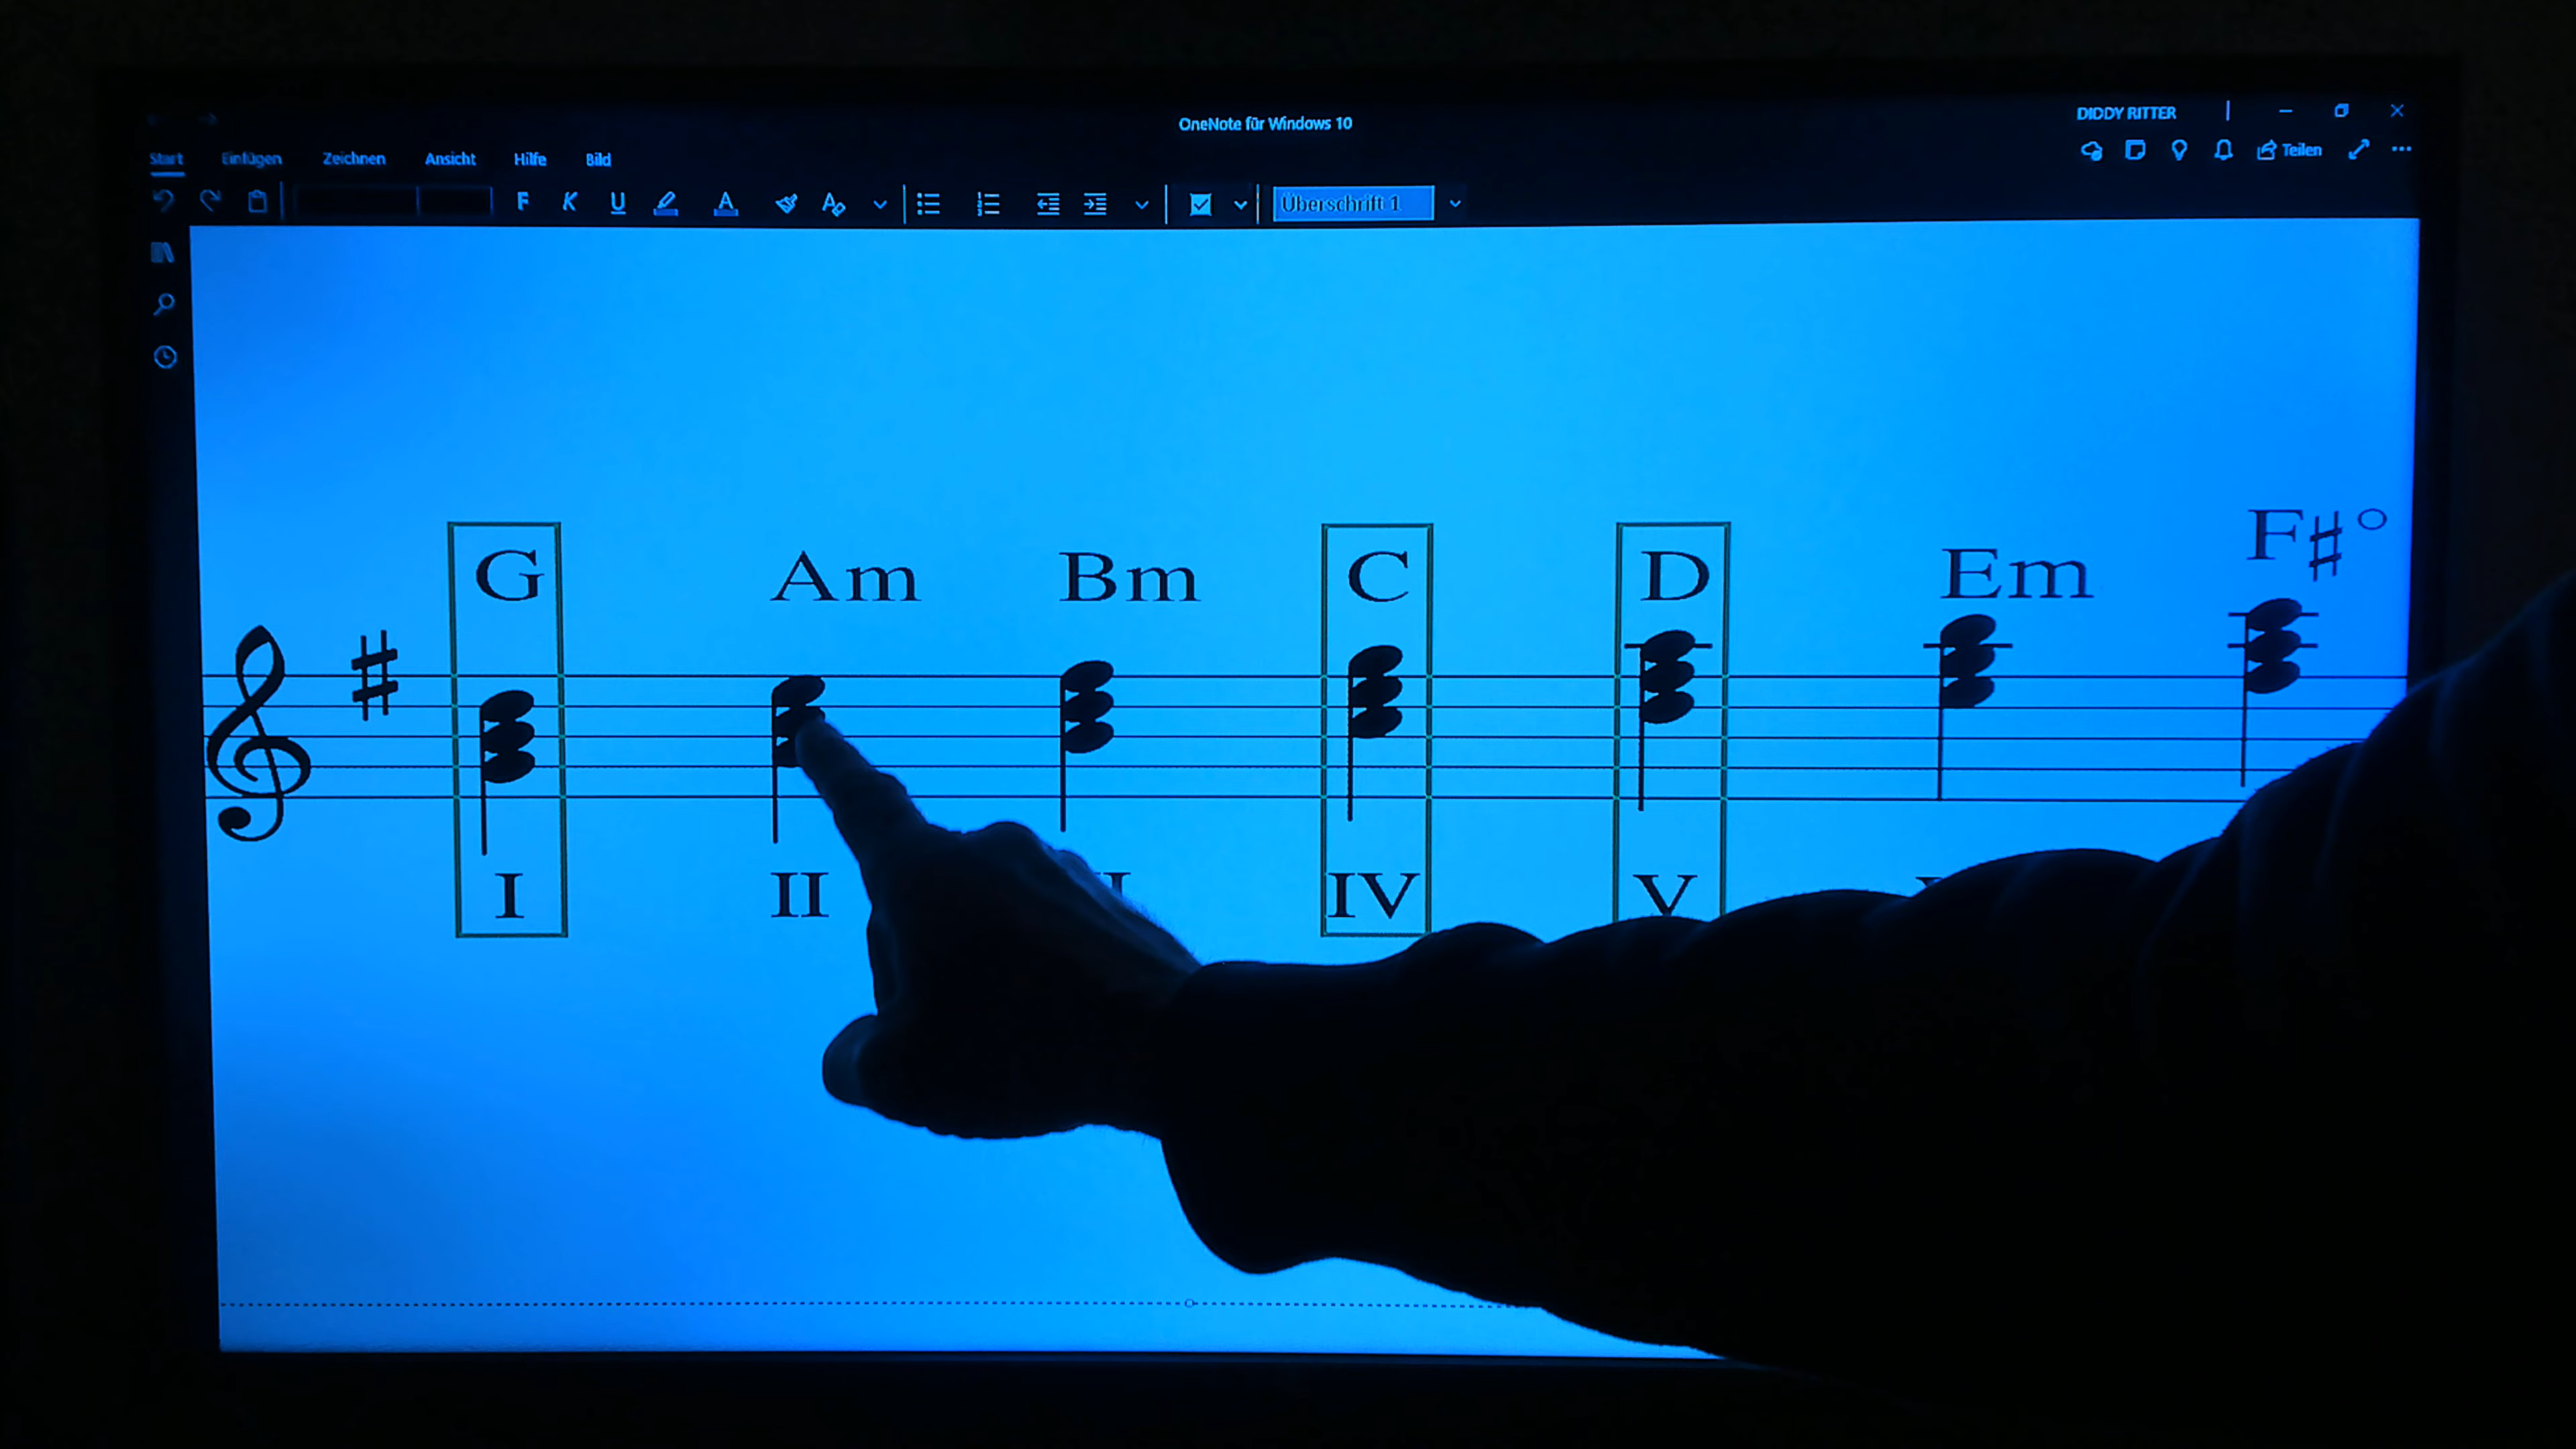 OneNote für Windows 10
DIDDY RITTER
Start Einfügen Zeichnen Ansicht Hilfe Bild
Teilen
F K U A A Überschrift 1
G Am Bm C D Em F♯°
I II IV V